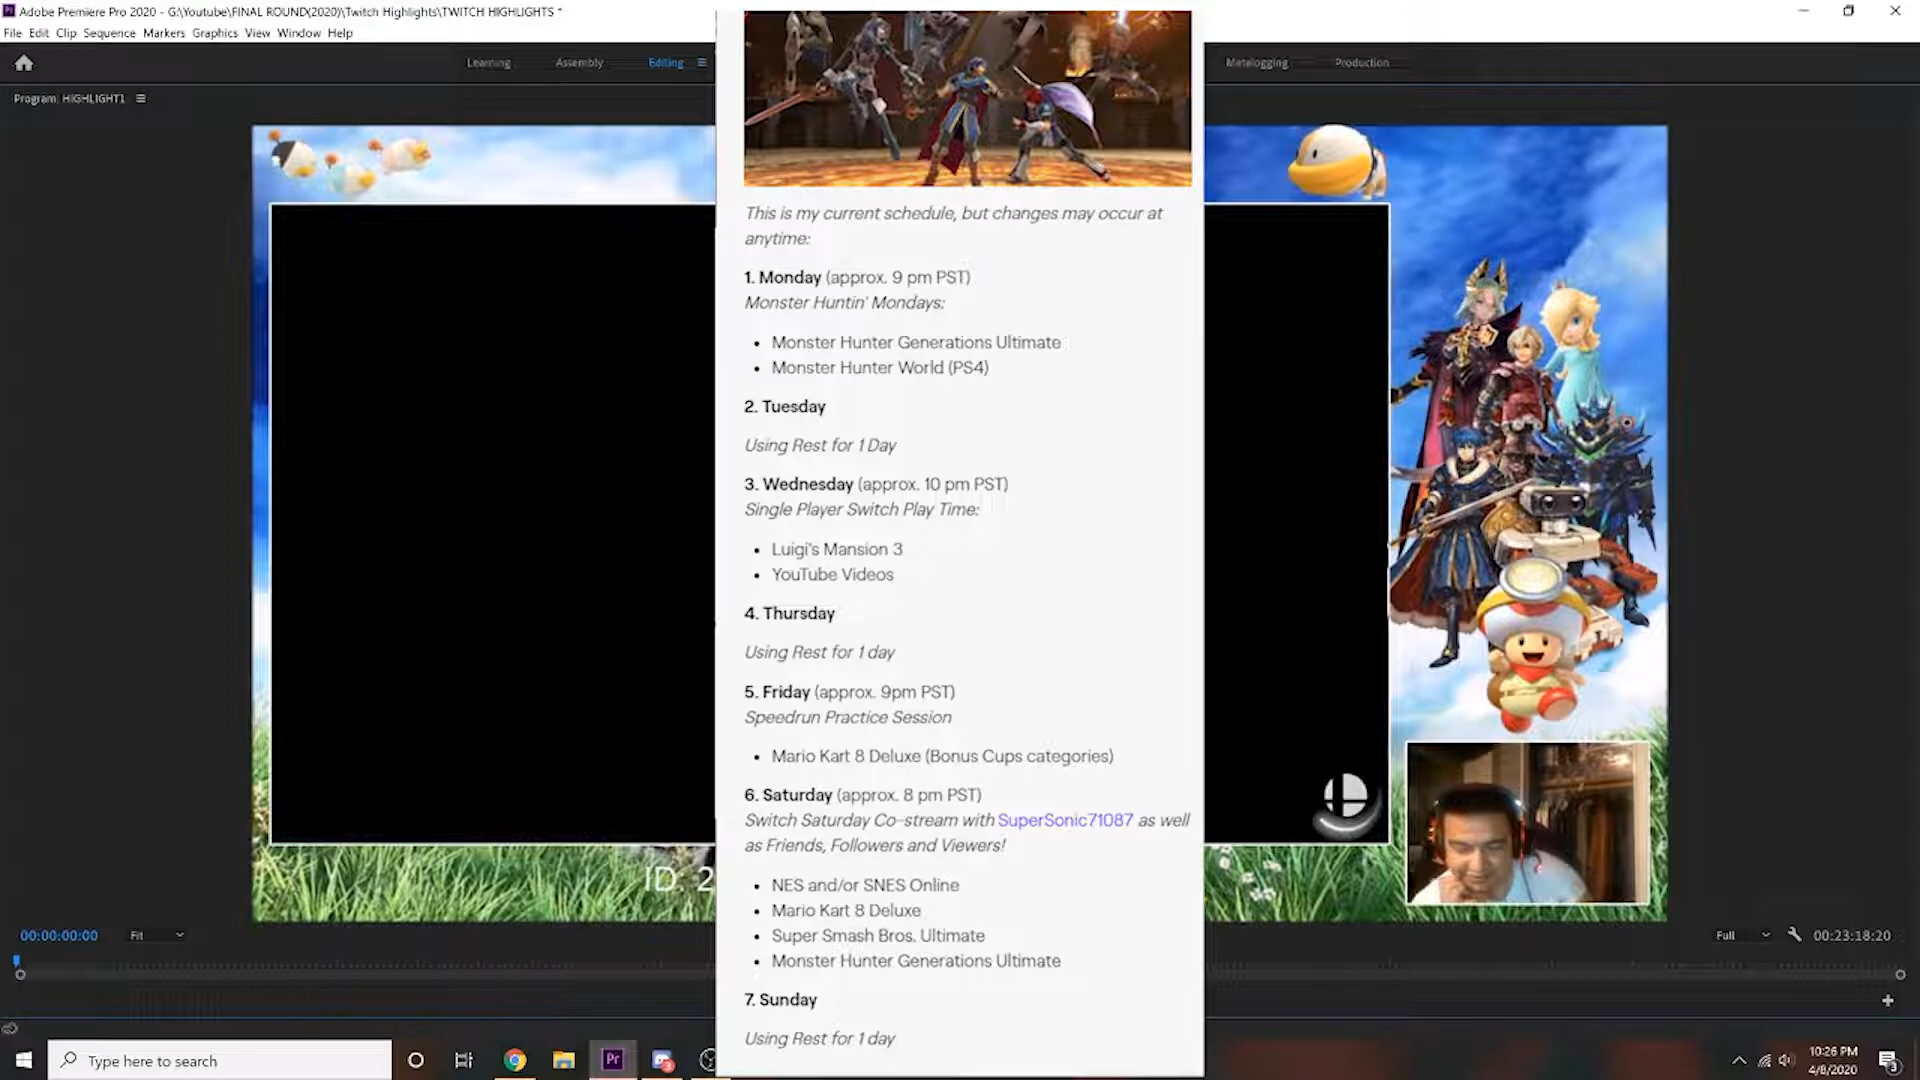 Adobe Premiere Pro 2020 - G:\Youtube\FINAL ROUND(2020)\Twitch Highlights\TWITCH HIGHLIGHTS *
File Edit Clip Sequence Markers Graphics View Window Help
Learning Assembly Editing Metalogging Production
Program: HIGHLIGHT1
This is my current schedule, but changes may occur at
anytime:
1. Monday (approx. 9 pm PST)
Monster Huntin' Mondays:
• Monster Hunter Generations Ultimate
• Monster Hunter World (PS4)
2. Tuesday
Using Rest for 1 Day
3. Wednesday (approx. 10 pm PST)
Single Player Switch Play Time:
• Luigi's Mansion 3
• YouTube Videos
4. Thursday
Using Rest for 1 day
5. Friday (approx. 9pm PST)
Speedrun Practice Session
• Mario Kart 8 Deluxe (Bonus Cups categories)
6. Saturday (approx. 8 pm PST)
Switch Saturday Co-stream with SuperSonic71087 as well
as Friends, Followers and Viewers!
• NES and/or SNES Online
• Mario Kart 8 Deluxe
• Super Smash Bros. Ultimate
• Monster Hunter Generations Ultimate
7. Sunday
Using Rest for 1 day
ID. 2
00:00:00:00 Fit Full 00:23:18:20
Type here to search
Pr
3
10:26 PM
4/8/2020
3